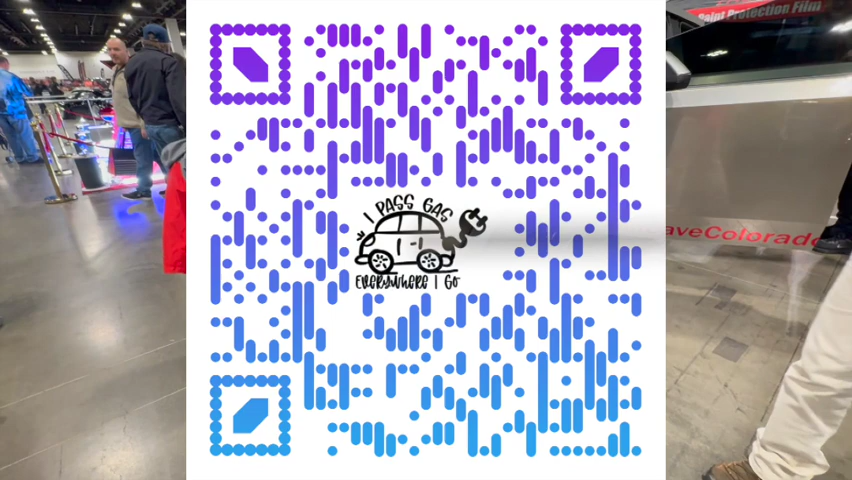 Paint Protection Film
I PASS GAS
EVERYWHERE I GO
aveColorado